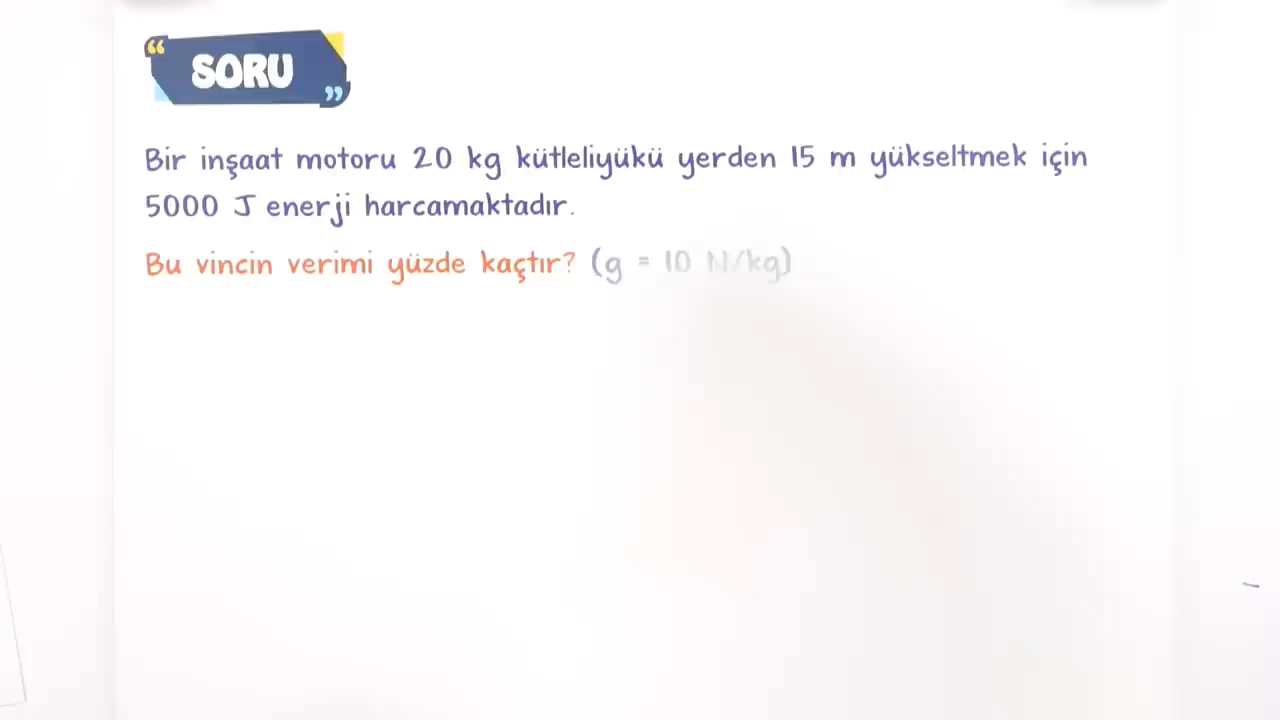 SORU
Bir inşaat motoru 20 kg kütleliyükü yerden 15 m yükseltmek için
5000 J enerji harcamaktadır.
Bu vincin verimi yüzde kaçtır? (g = 10 N/kg)